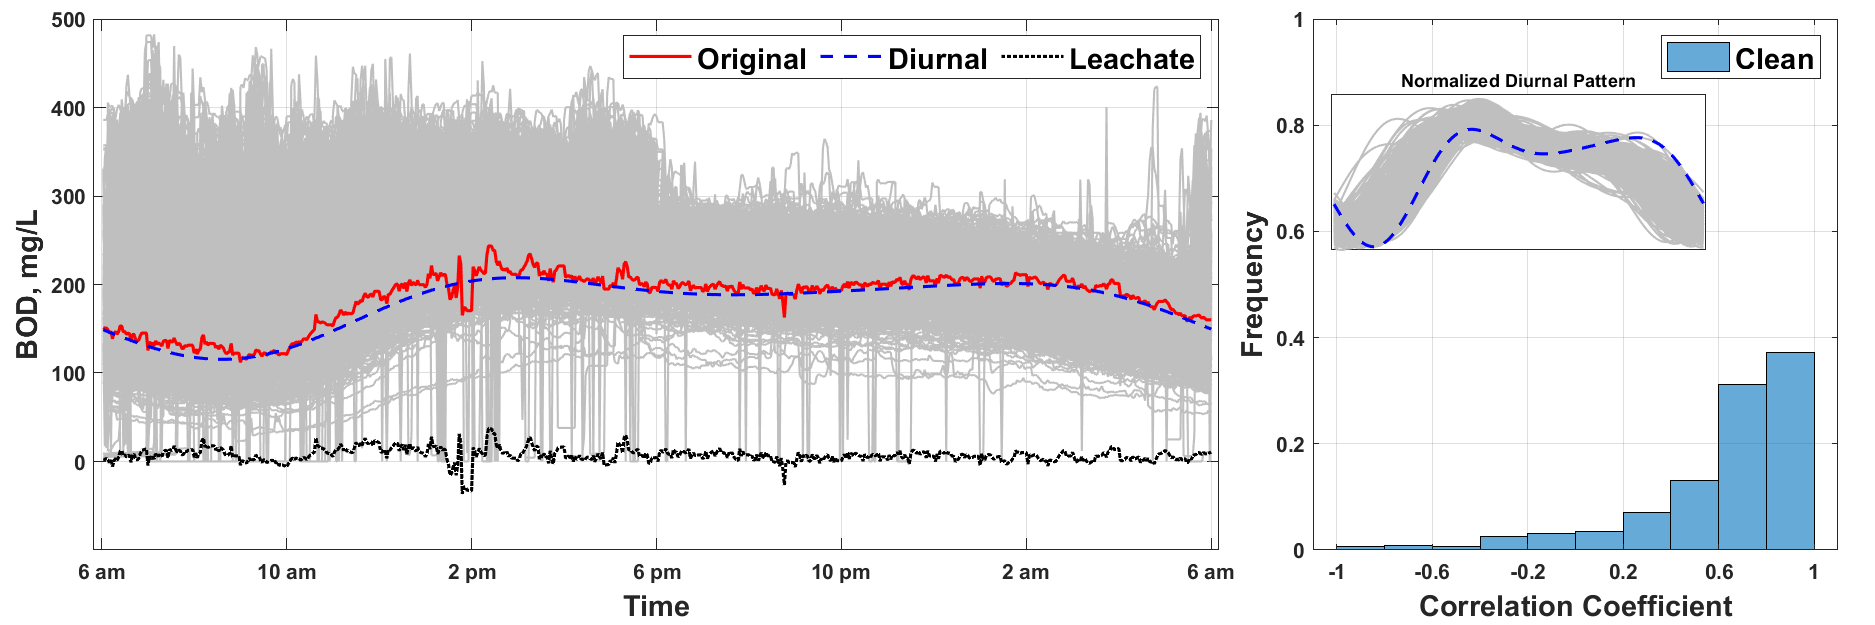 500
400
300
200
100
0
BOD, mg/L
Original Diurnal Leachate
6 am 10 am 2 pm 6 pm 10 pm 2 am 6 am
Time
1
0.8
0.6
0.4
0.2
0
Frequency
Clean
Normalized Diurnal Pattern
-1 -0.6 -0.2 0.2 0.6 1
Correlation Coefficient